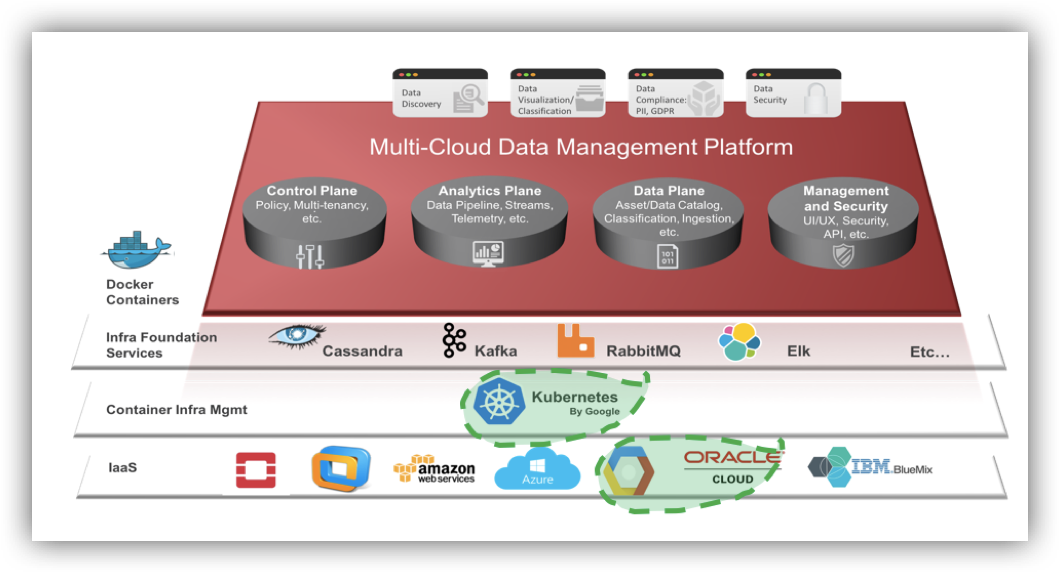 Data
Discovery
Data
Visualization/
Classification
Data
Compliance:
PII, GDPR
Data
Security
Multi-Cloud Data Management Platform
Control Plane
Policy, Multi-tenancy,
etc.
Analytics Plane
Data Pipeline, Streams,
Telemetry, etc.
Data Plane
Asset/Data Catalog,
Classification, Ingestion,
etc.
101
011
Management
and Security
UI/UX, Security,
API, etc.
Docker
Containers
Infra Foundation
Services
Cassandra
Kafka
RabbitMQ
Elk
Etc...
Container Infra Mgmt
Kubernetes
By Google
IaaS
amazon
web services
Azure
ORACLE
CLOUD
IBM BlueMix